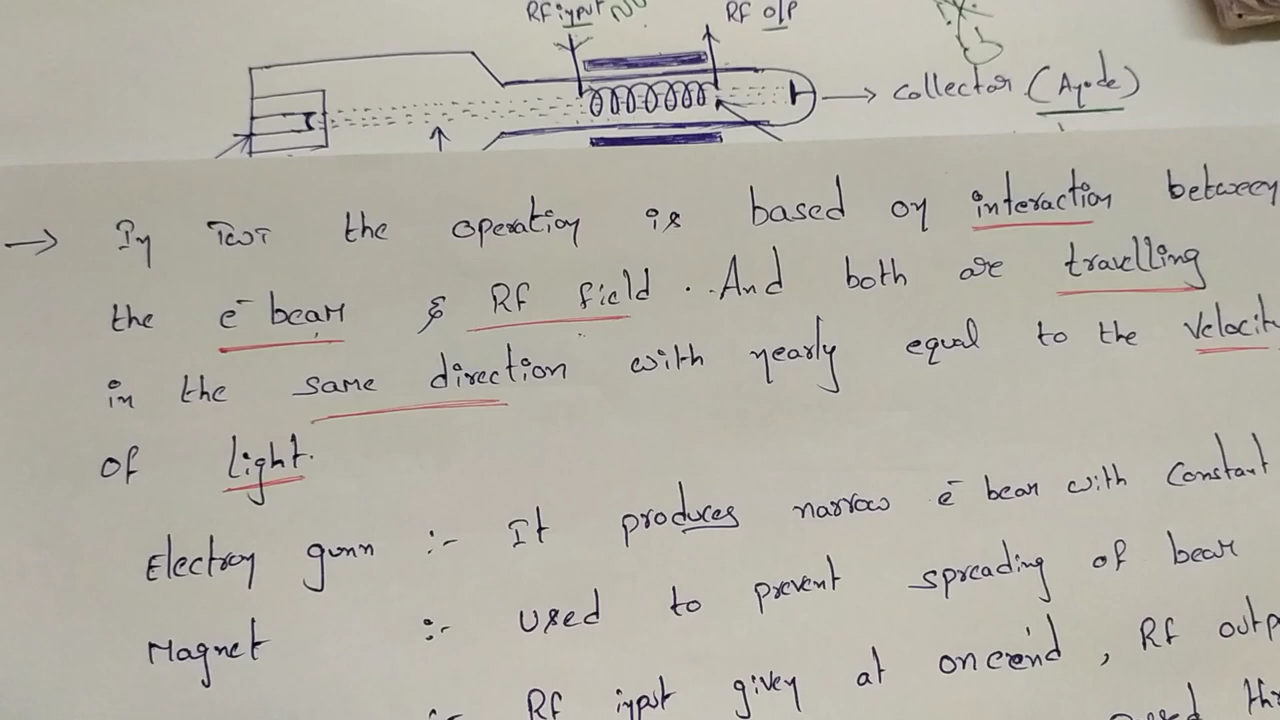 RF input RF o/p
collector (Anode)
→ In TWT the operation is based on interaction between
the e⁻ beam & RF field . . And both are travelling
in the same direction with nearly equal to the velocit
of light.
Electron gunn :- It produces narrow e⁻ beam with constant
Magnet :- used to prevent spreading of beam
:- RF input given at one end , RF outp